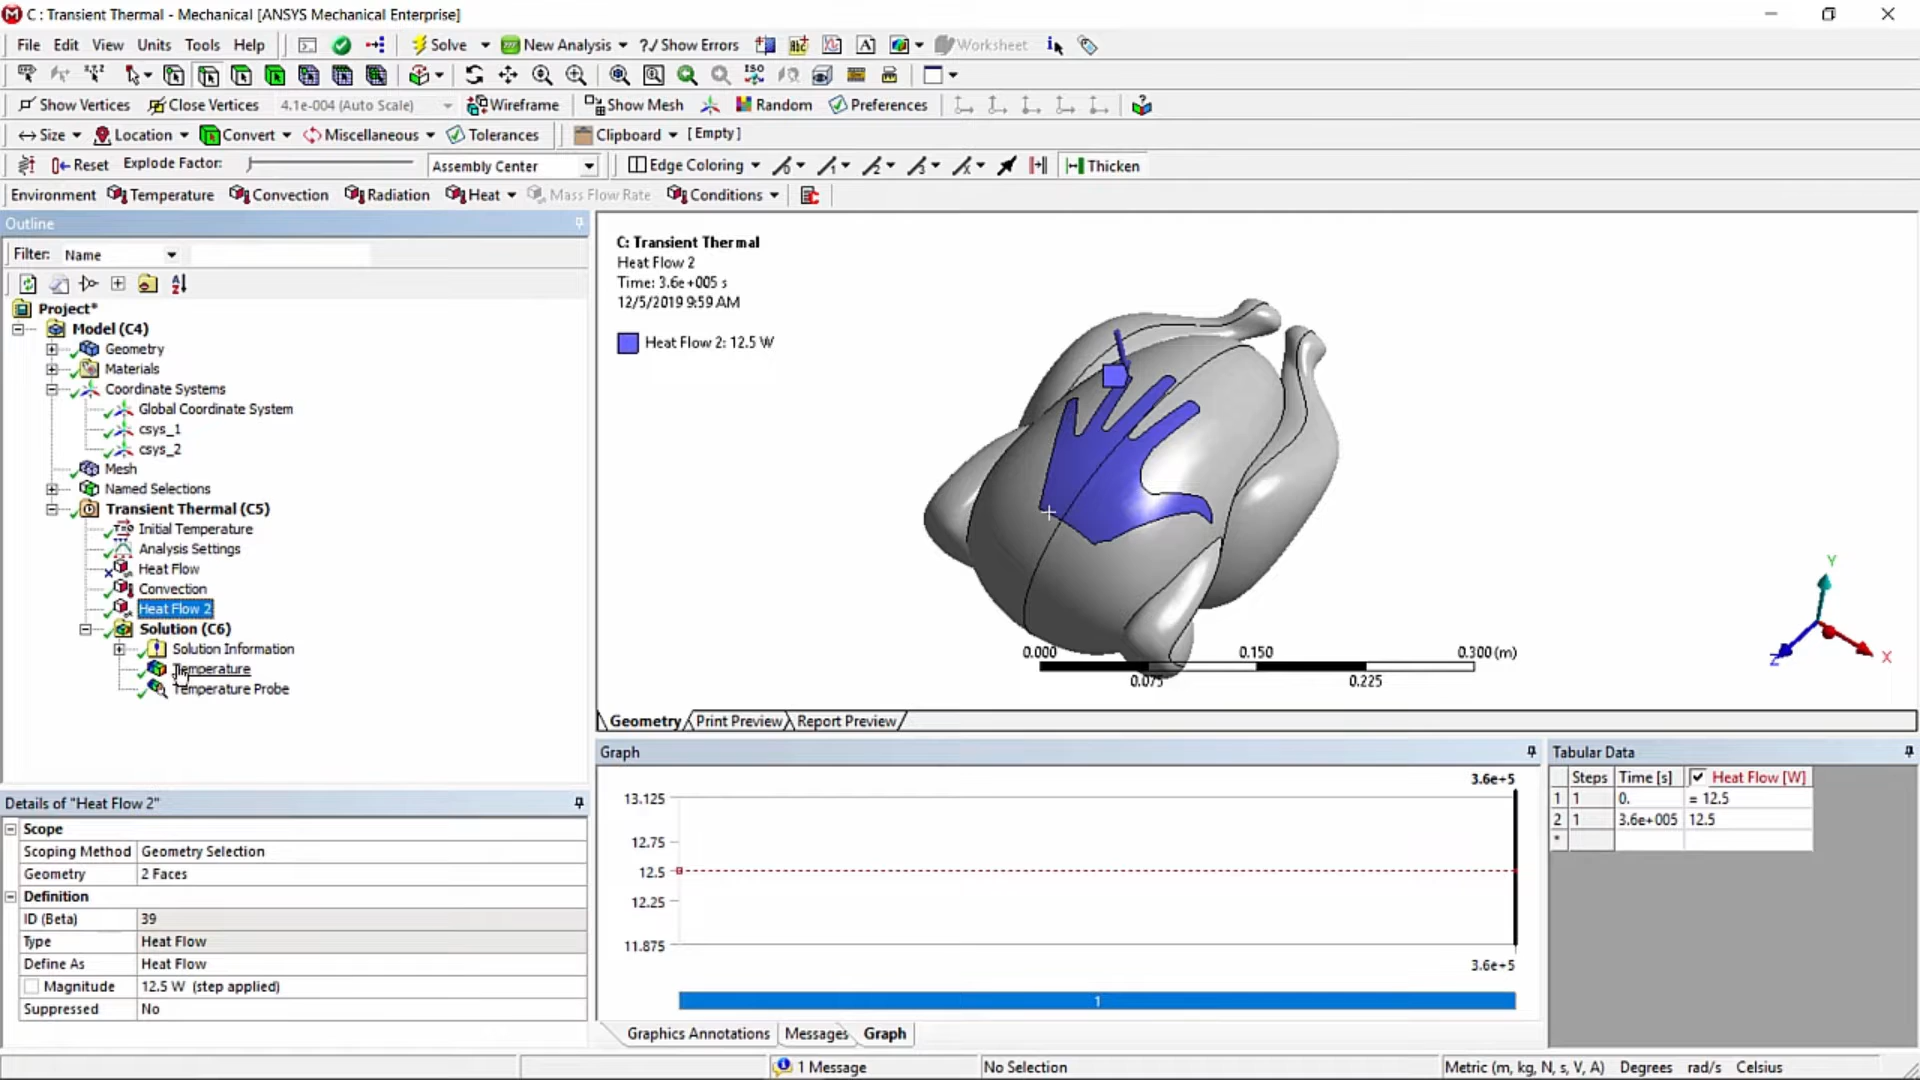 C : Transient Thermal - Mechanical [ANSYS Mechanical Enterprise]
File Edit View Units Tools Help Solve New Analysis ?/ Show Errors Worksheet
ISO
Show Vertices Close Vertices 4.1e-004 (Auto Scale) Wireframe Show Mesh Random Preferences
Size Location Convert Miscellaneous Tolerances Clipboard [ Empty ]
Reset Explode Factor: Assembly Center Edge Coloring Thicken
Environment Temperature Convection Radiation Heat Mass Flow Rate Conditions
Outline
Filter: Name
Project*
Model (C4)
Geometry
Materials
Coordinate Systems
Global Coordinate System
csys_1
csys_2
Mesh
Named Selections
Transient Thermal (C5)
Initial Temperature
Analysis Settings
Heat Flow
Convection
Heat Flow 2
Solution (C6)
Solution Information
Temperature
Temperature Probe
Details of "Heat Flow 2"
Scope
Scoping Method Geometry Selection
Geometry 2 Faces
Definition
ID (Beta) 39
Type Heat Flow
Define As Heat Flow
Magnitude 12.5 W (step applied)
Suppressed No
C: Transient Thermal
Heat Flow 2
Time: 3.6e+005 s
12/5/2019 9:59 AM
Heat Flow 2: 12.5 W
0.000 0.150 0.300 (m)
0.075 0.225
Y
X
Z
Geometry Print Preview Report Preview
Graph
3.6e+5
13.125
12.75
12.5
12.25
11.875
3.6e+5
1
Graphics Annotations Messages Graph
Tabular Data
Steps Time [s] Heat Flow [W]
1 1 0. = 12.5
2 1 3.6e+005 12.5
*
1 Message No Selection Metric (m, kg, N, s, V, A) Degrees rad/s Celsius